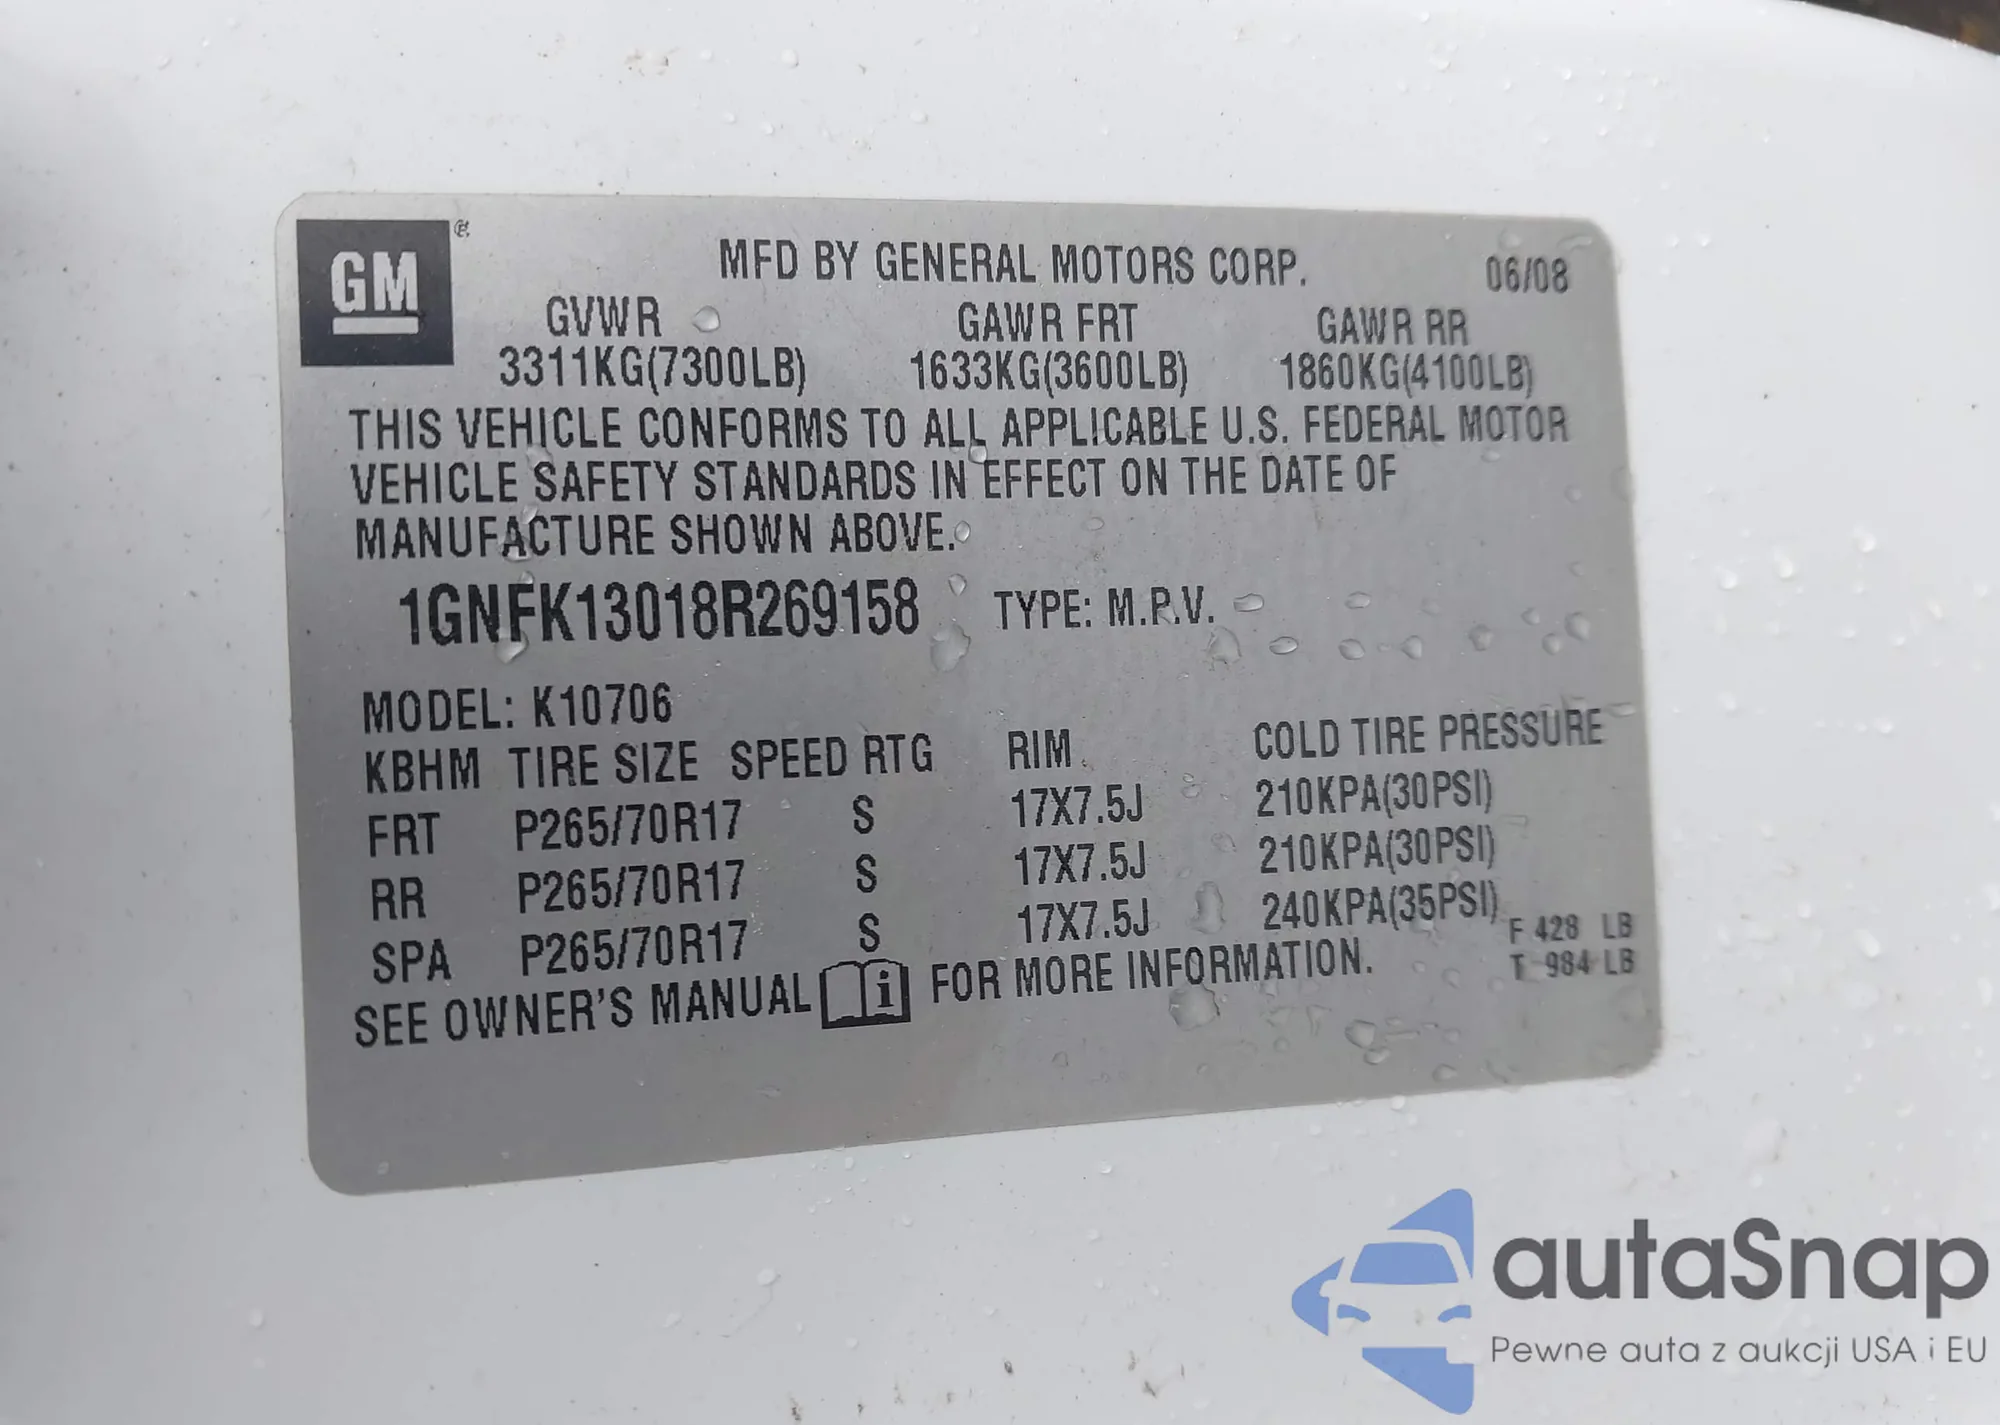 GM
MFD BY GENERAL MOTORS CORP. 06/08
GVWR GAWR FRT GAWR RR
3311KG(7300LB) 1633KG(3600LB) 1860KG(4100LB)
THIS VEHICLE CONFORMS TO ALL APPLICABLE U.S. FEDERAL MOTOR
VEHICLE SAFETY STANDARDS IN EFFECT ON THE DATE OF
MANUFACTURE SHOWN ABOVE.
1GNFK13018R269158 TYPE: M.P.V.
MODEL: K10706
KBHM TIRE SIZE SPEED RTG RIM COLD TIRE PRESSURE
FRT P265/70R17 S 17X7.5J 210KPA(30PSI)
RR P265/70R17 S 17X7.5J 210KPA(30PSI)
SPA P265/70R17 S 17X7.5J 240KPA(35PSI)
F 428 LB
T 984 LB
SEE OWNER'S MANUAL i FOR MORE INFORMATION.
autaSnap
Pewne auta z aukcji USA i EU